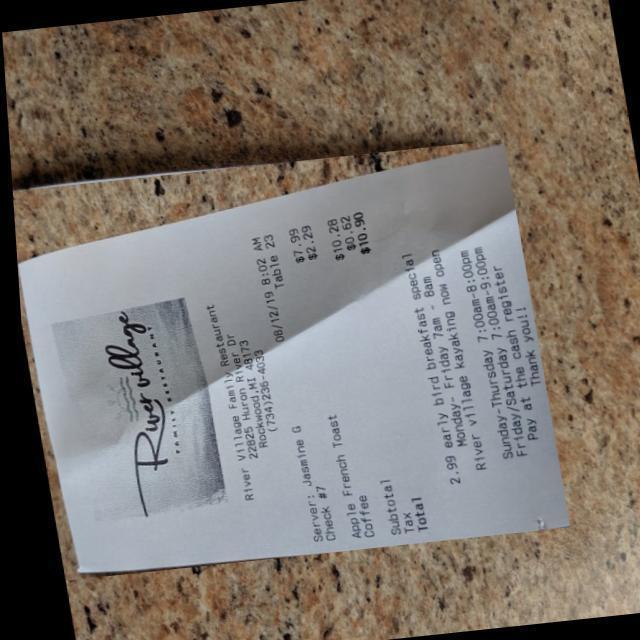 River Village
FAMILY RESTAURANT
River Village Family Restaurant
22825 Huron River Dr
Rockwood,MI 48173
(734)236-4033
Server: Jasmine G 08/12/19 8:02 AM
Check #7 Table 23
Apple French Toast $7.99
Coffee $2.29
Subtotal $10.28
Tax $0.62
Total $10.90
2.99 early bird breakfast special
Monday- Friday 7am - 8am
River village kayaking now open
Sunday-Thursday 7:00am-8:00pm
Friday/Saturday 7:00am-9:00pm
Pay at the cash register
Thank you!!